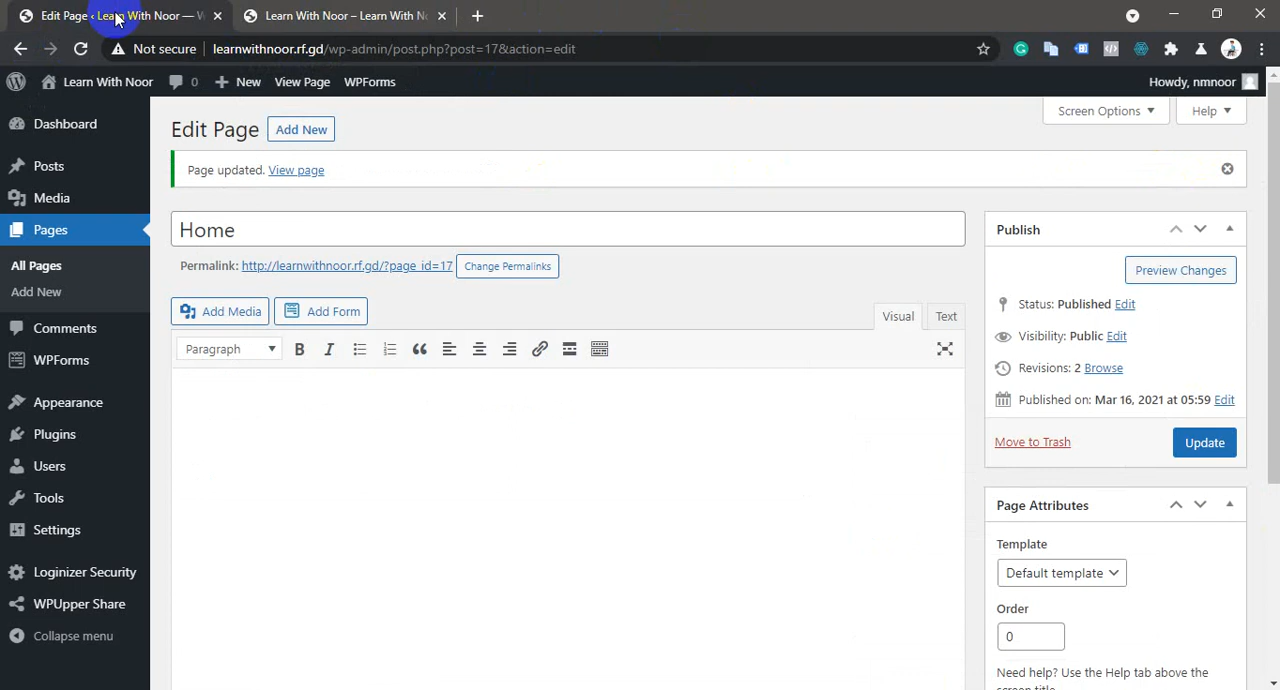 Edit Page ‹ Learn With Noor — W
Learn With Noor – Learn With No
Not secure
learnwithnoor.rf.gd/wp-admin/post.php?post=17&action=edit
Learn With Noor
0
New
View Page
WPForms
Howdy, nmnoor
Dashboard
Posts
Media
Pages
All Pages
Add New
Comments
WPForms
Appearance
Plugins
Users
Tools
Settings
Loginizer Security
WPUpper Share
Collapse menu
Screen Options
Help
Edit Page
Add New
Page updated. View page
Home
Permalink: http://learnwithnoor.rf.gd/?page_id=17
Change Permalinks
Add Media
Add Form
Visual
Text
Paragraph
B
I
Publish
Preview Changes
Status: Published Edit
Visibility: Public Edit
Revisions: 2 Browse
Published on: Mar 16, 2021 at 05:59 Edit
Move to Trash
Update
Page Attributes
Template
Default template
Order
0
Need help? Use the Help tab above the
screen title.